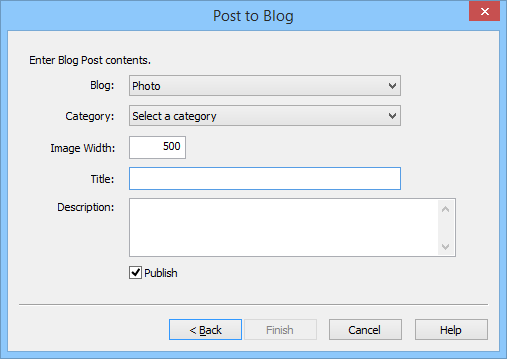 Post to Blog
Enter Blog Post contents.
Blog: Photo
Category: Select a category
Image Width: 500
Title:
Description:
Publish
< Back Finish Cancel Help